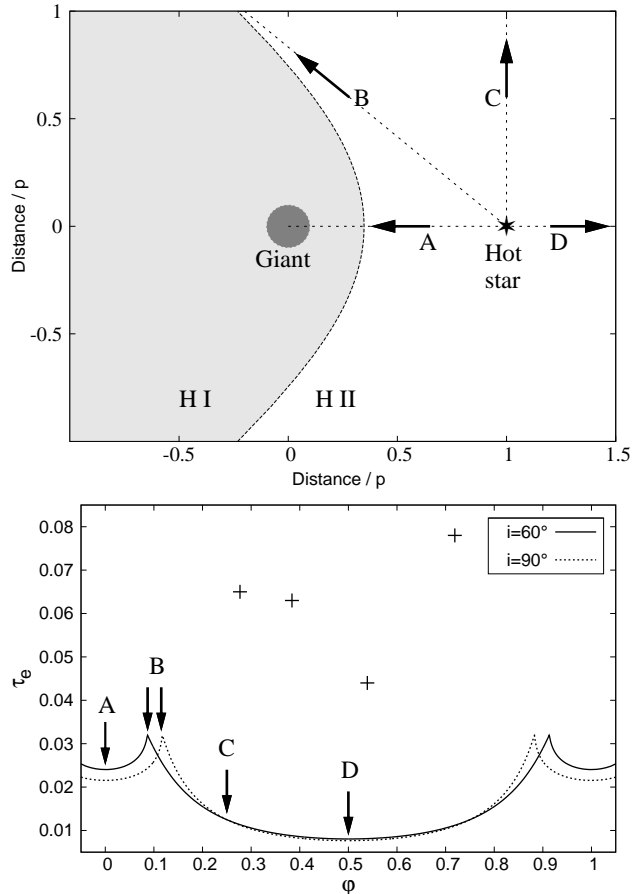 1
0.5
0
-0.5
Distance / p
B
C
A
D
Giant
Hot
star
H I
H II
-0.5
0
0.5
1
1.5
Distance / p
0.08
0.07
0.06
0.05
0.04
0.03
0.02
0.01
τe
i=60°
i=90°
A
B
C
D
0
0.1
0.2
0.3
0.4
0.5
0.6
0.7
0.8
0.9
1
φ